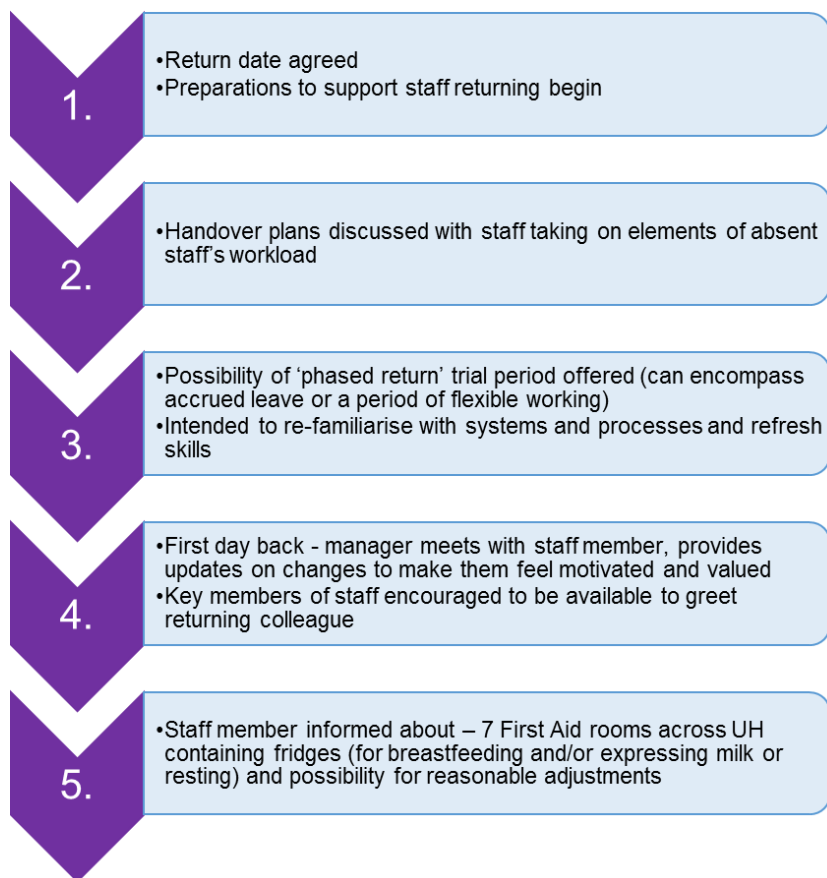 1.
•Return date agreed
•Preparations to support staff returning begin
2.
•Handover plans discussed with staff taking on elements of absent
staff's workload
3.
•Possibility of ‘phased return’ trial period offered (can encompass
accrued leave or a period of flexible working)
•Intended to re-familiarise with systems and processes and refresh
skills
4.
•First day back - manager meets with staff member, provides
updates on changes to make them feel motivated and valued
•Key members of staff encouraged to be available to greet
returning colleague
5.
•Staff member informed about – 7 First Aid rooms across UH
containing fridges (for breastfeeding and/or expressing milk or
resting) and possibility for reasonable adjustments